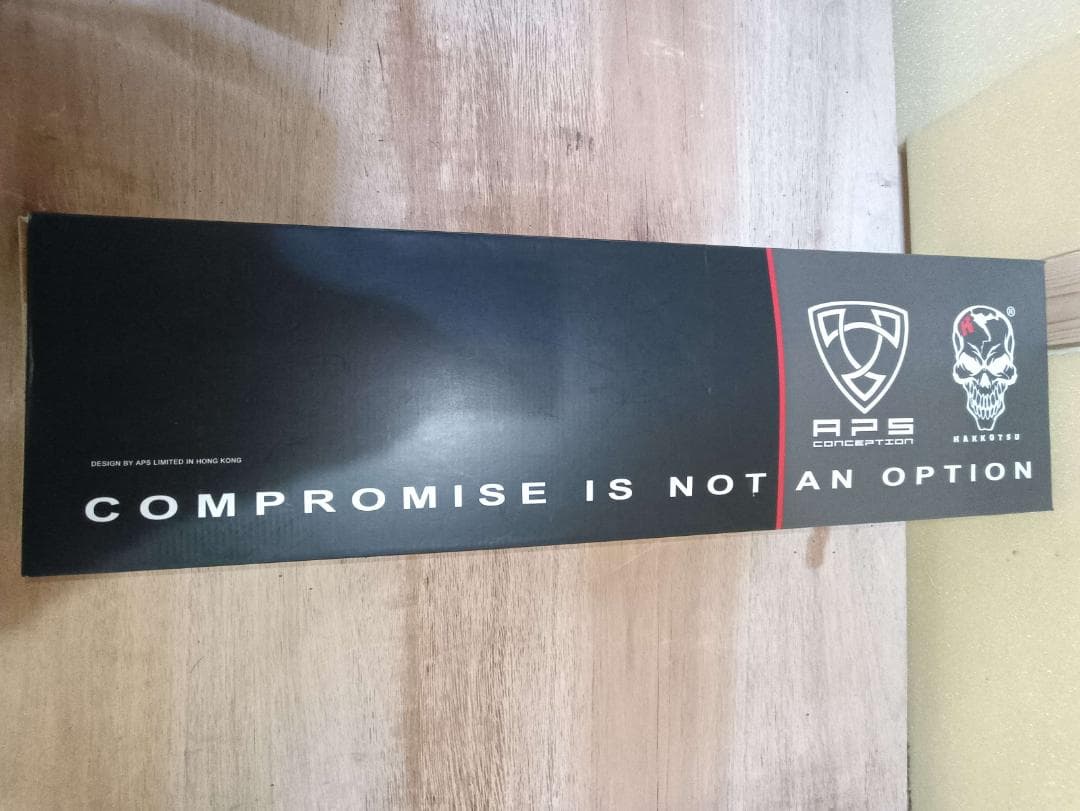 ®
APS
CONCEPTION
HAKKOTSU
DESIGN BY APS LIMITED IN HONG KONG
COMPROMISE IS NOT AN OPTION